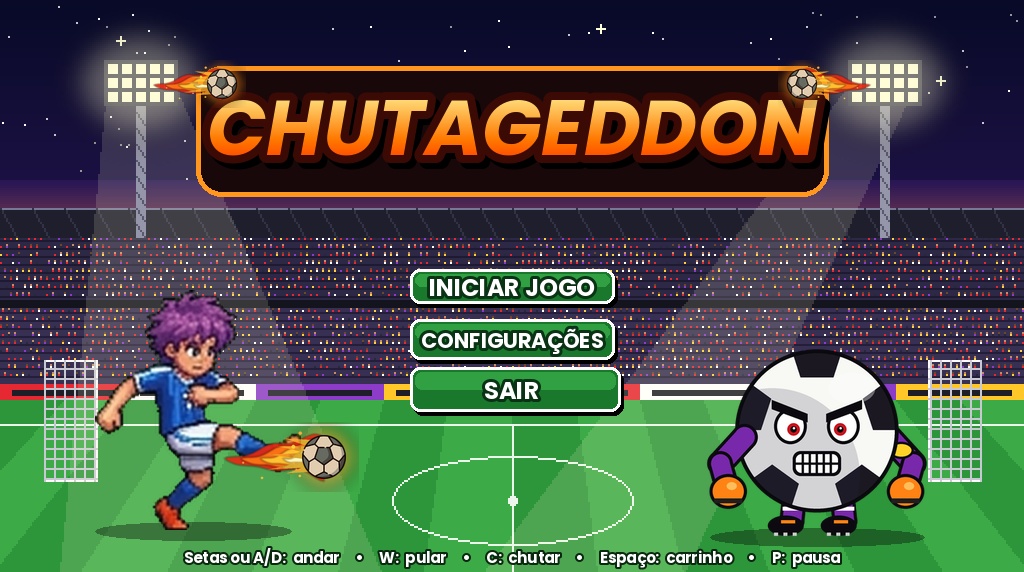 CHUTAGEDDON
INICIAR JOGO
CONFIGURAÇÕES
SAIR
Setas ou A/D: andar • W: pular • C: chutar • Espaço: carrinho • P: pausa